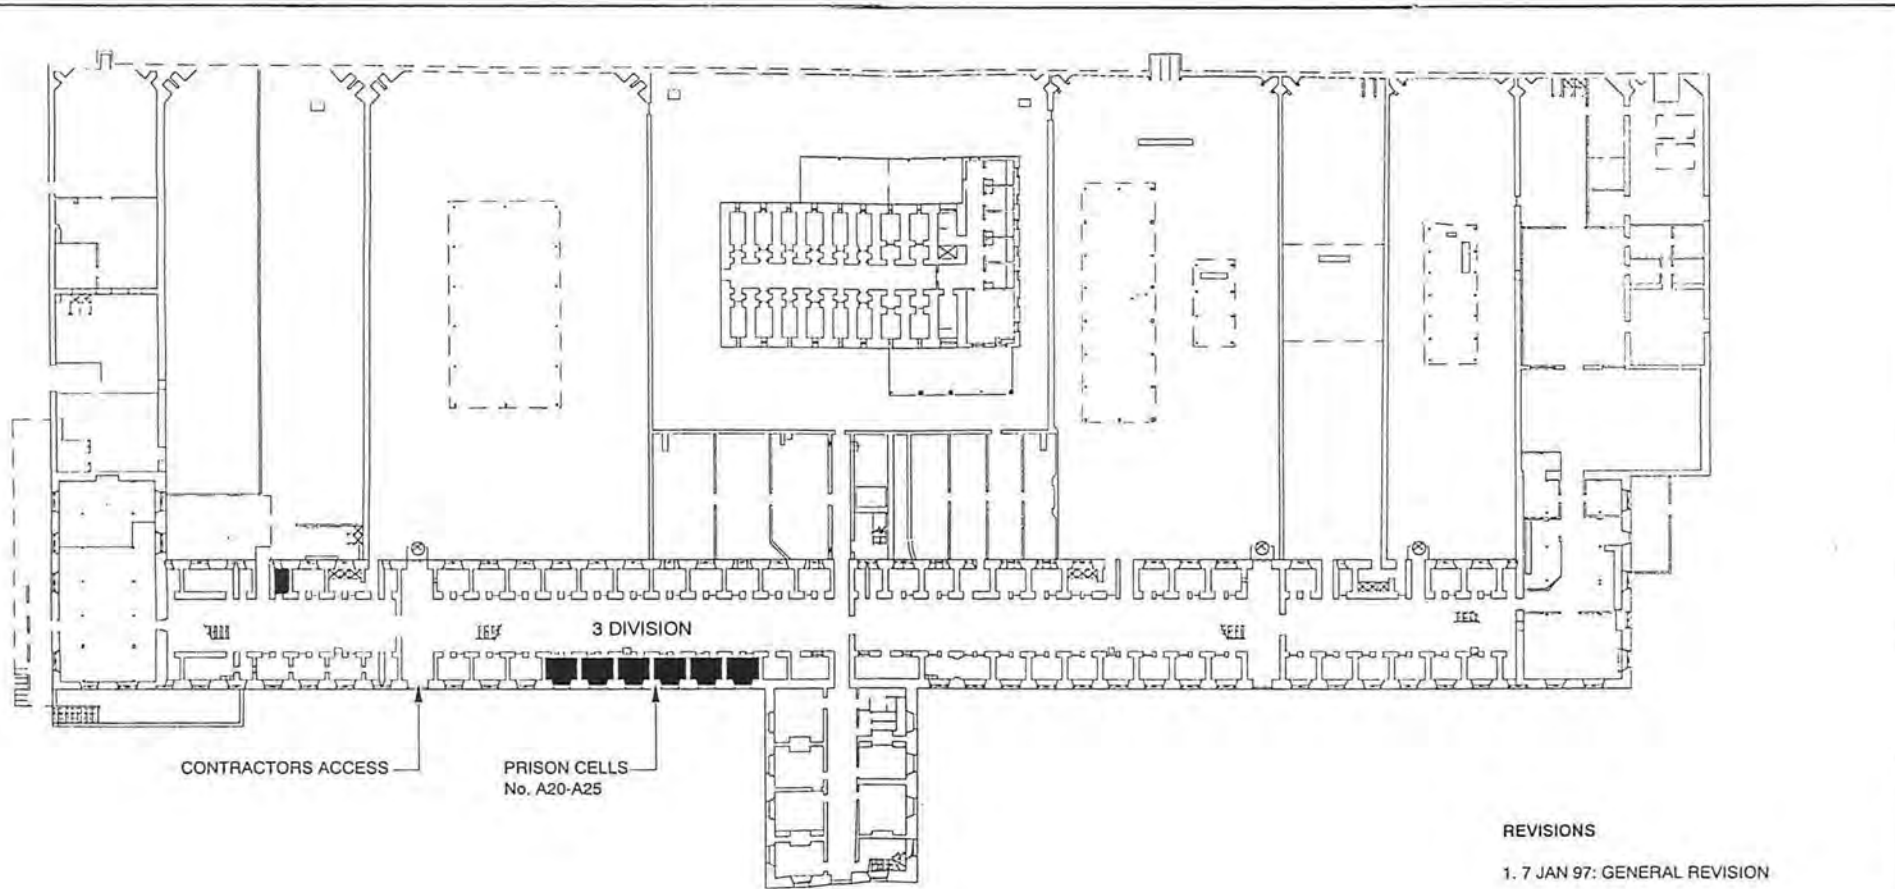 3 DIVISION
CONTRACTORS ACCESS
PRISON CELLS
No. A20-A25
REVISIONS
1. 7 JAN 97: GENERAL REVISION